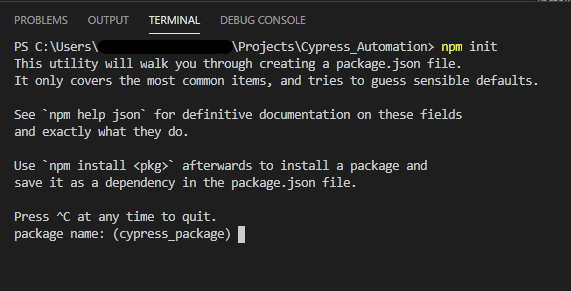 PROBLEMS OUTPUT TERMINAL DEBUG CONSOLE
PS C:\Users\ \Projects\Cypress_Automation> npm init
This utility will walk you through creating a package.json file.
It only covers the most common items, and tries to guess sensible defaults.
See `npm help json` for definitive documentation on these fields
and exactly what they do.
Use `npm install <pkg>` afterwards to install a package and
save it as a dependency in the package.json file.
Press ^C at any time to quit.
package name: (cypress_package)